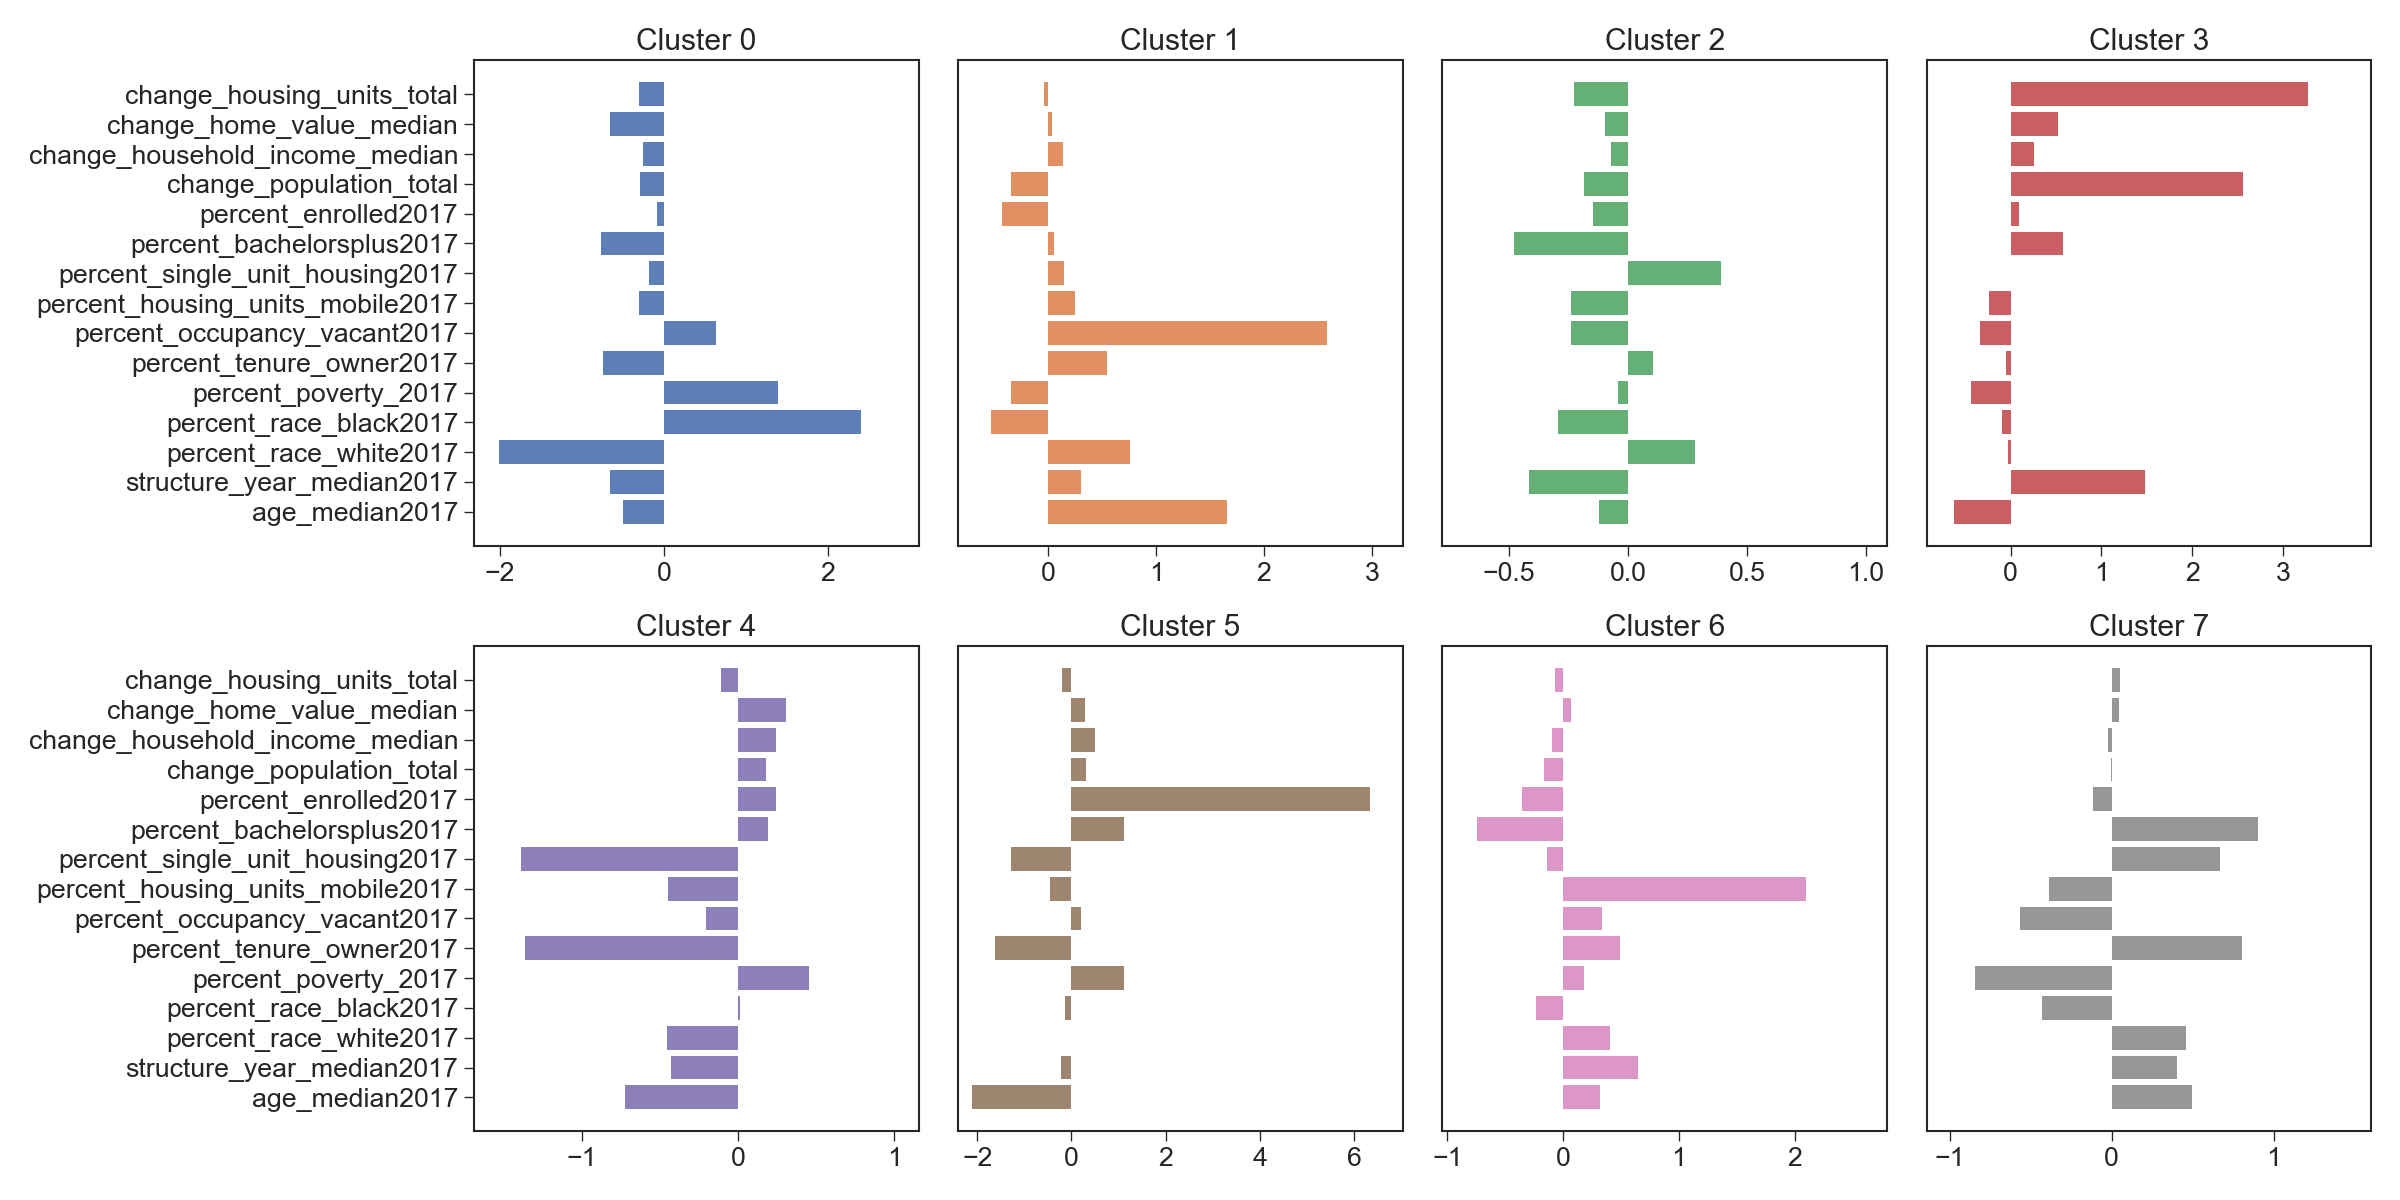 Cluster 0 Cluster 1 Cluster 2 Cluster 3
change_housing_units_total
change_home_value_median
change_household_income_median
change_population_total
percent_enrolled2017
percent_bachelorsplus2017
percent_single_unit_housing2017
percent_housing_units_mobile2017
percent_occupancy_vacant2017
percent_tenure_owner2017
percent_poverty_2017
percent_race_black2017
percent_race_white2017
structure_year_median2017
age_median2017
−2 0 2 0 1 2 3 −0.5 0.0 0.5 1.0 0 1 2 3
Cluster 4 Cluster 5 Cluster 6 Cluster 7
change_housing_units_total
change_home_value_median
change_household_income_median
change_population_total
percent_enrolled2017
percent_bachelorsplus2017
percent_single_unit_housing2017
percent_housing_units_mobile2017
percent_occupancy_vacant2017
percent_tenure_owner2017
percent_poverty_2017
percent_race_black2017
percent_race_white2017
structure_year_median2017
age_median2017
−1 0 1 −2 0 2 4 6 −1 0 1 2 −1 0 1